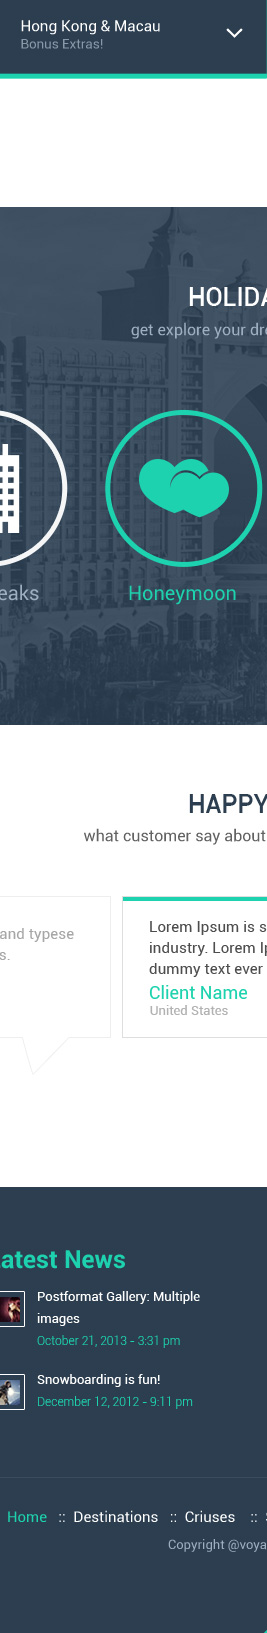 Hong Kong & Macau
Bonus Extras!
HOLIDA
get explore your dr
eaks
Honeymoon
HAPPY
what customer say about
and typese
s.
Lorem Ipsum is s
industry. Lorem I
dummy text ever
Client Name
United States
atest News
Postformat Gallery: Multiple
images
October 21, 2013 - 3:31 pm
Snowboarding is fun!
December 12, 2012 - 9:11 pm
Home :: Destinations :: Criuses ::
Copyright @voya